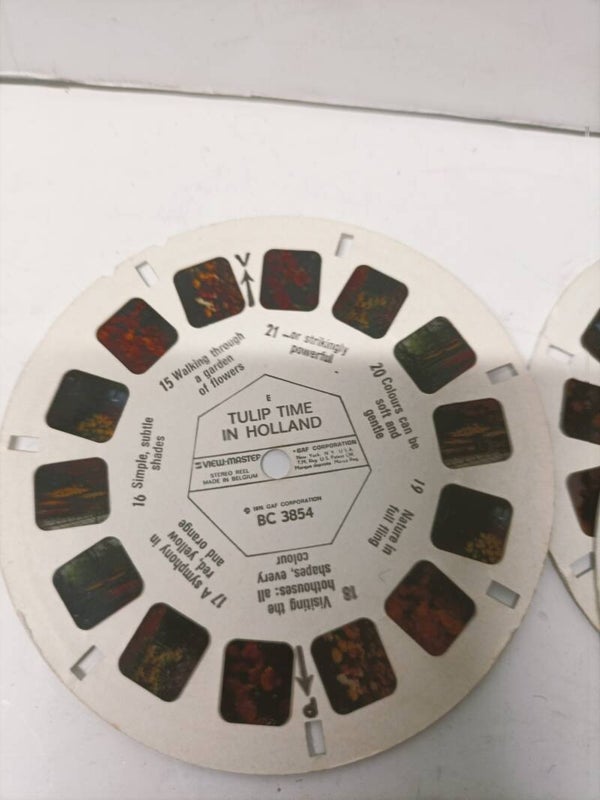 V
E
TULIP TIME
IN HOLLAND
VIEW-MASTER
STEREO REEL
MADE IN BELGIUM
GAF CORPORATION
New York N.Y. U.S.A.
© 1976 GAF CORPORATION
BC 3854
15 Walking through
a garden
of flowers
16 Simple, subtle
shades
17 A symphony in
red, yellow
and orange
18 Visiting the
hothouses: all
shapes, every
colour
19 Nature in
full fling
20 Colours can be
soft and
gentle
21 ...or strikingly
powerful